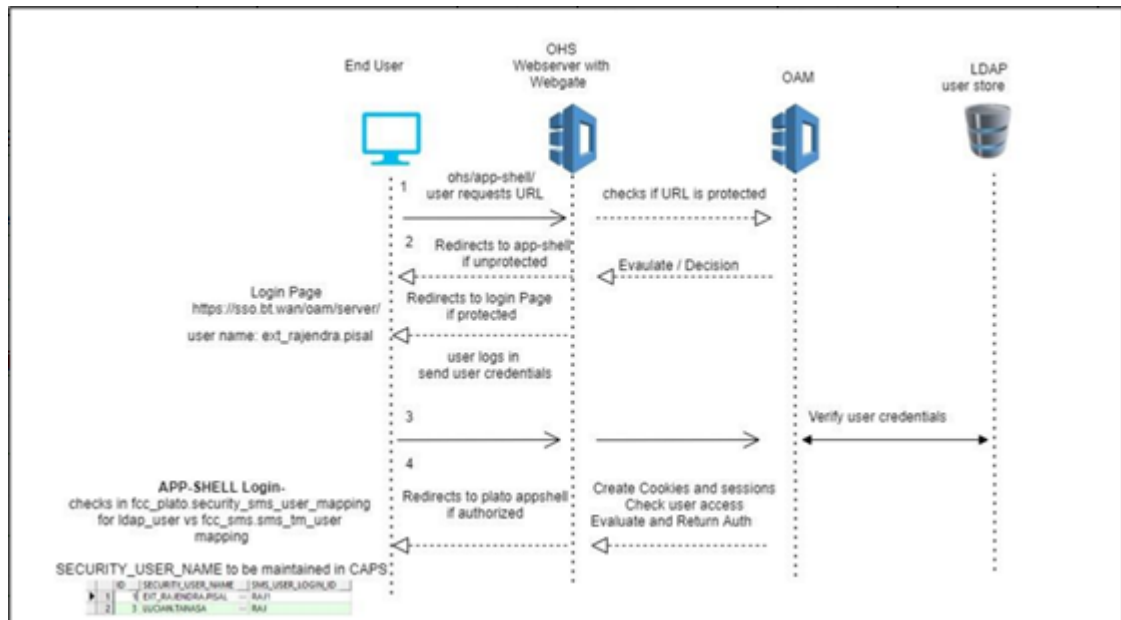 End User
OHS
Webserver with
Webgate
OAM
LDAP
user store
1
ohs/app-shell/
user requests URL
checks if URL is protected
2
Redirects to app-shell
if unprotected
Evaulate / Decision
Login Page
https://sso.bt.wan/oam/server/
user name: ext_rajendra.pisal
Redirects to login Page
if protected
user logs in
send user credentials
3
Verify user credentials
4
APP-SHELL Login-
checks in fcc_plato.security_sms_user_mapping
for ldap_user vs fcc_sms.sms_tm_user
mapping
Redirects to plato appshell
if authorized
Create Cookies and sessions
Check user access
Evaluate and Return Auth
SECURITY_USER_NAME to be maintained in CAPS
ID SECURITY_USER_NAME SMS_USER_LOGIN_ID
1 1 EXT_RAJENDRA.PISAL ... RAJ1
2 3 LUCIAN.TANASA ... RAJ